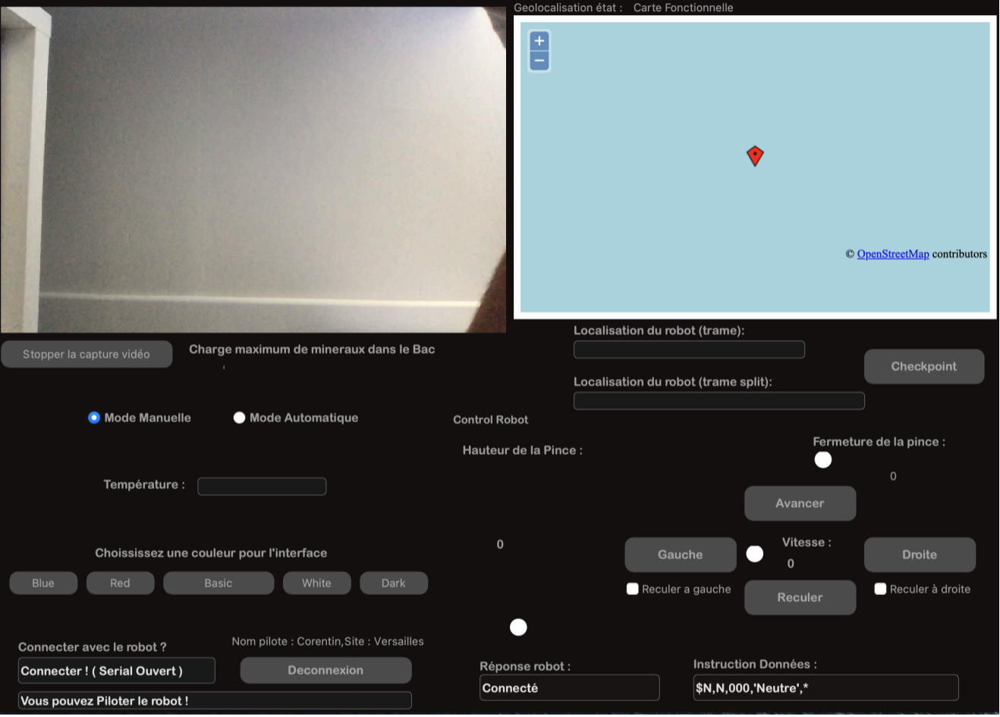 Geolocalisation état : Carte Fonctionnelle
+
−
© OpenStreetMap contributors
Localisation du robot (trame):
Stopper la capture vidéo
Charge maximum de mineraux dans le Bac
Checkpoint
Localisation du robot (trame split):
Mode Manuelle
Mode Automatique
Control Robot
Hauteur de la Pince :
Fermeture de la pince :
0
Température :
Avancer
Choississez une couleur pour l'interface
0
Gauche
Vitesse :
0
Droite
Blue
Red
Basic
White
Dark
Reculer a gauche
Reculer
Reculer à droite
Connecter avec le robot ?
Nom pilote : Corentin,Site : Versailles
Connecter ! ( Serial Ouvert )
Deconnexion
Vous pouvez Piloter le robot !
Réponse robot :
Connecté
Instruction Données :
$N,N,000,'Neutre',*